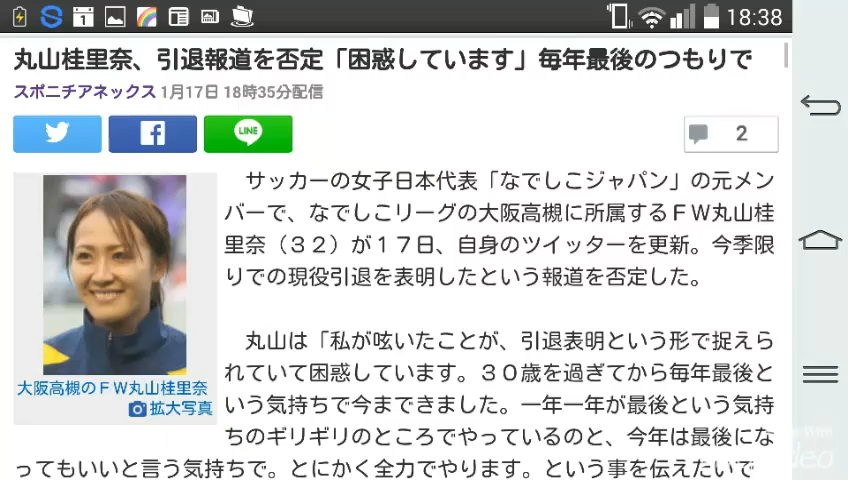 18:38
丸山桂里奈、引退報道を否定「困惑しています」毎年最後のつもりで
スポニチアネックス 1月17日 18時35分配信
LINE
2
サッカーの女子日本代表「なでしこジャパン」の元メン
バーで、なでしこリーグの大阪高槻に所属するＦＷ丸山桂
里奈（３２）が１７日、自身のツイッターを更新。今季限
りでの現役引退を表明したという報道を否定した。
丸山は「私が呟いたことが、引退表明という形で捉えら
れていて困惑しています。３０歳を過ぎてから毎年最後と
いう気持ちで今まできました。一年一年が最後という気持
ちのギリギリのところでやっているのと、今年は最後にな
ってもいいと言う気持ちで。とにかく全力でやります。という事を伝えたいで
大阪高槻のＦＷ丸山桂里奈
拡大写真